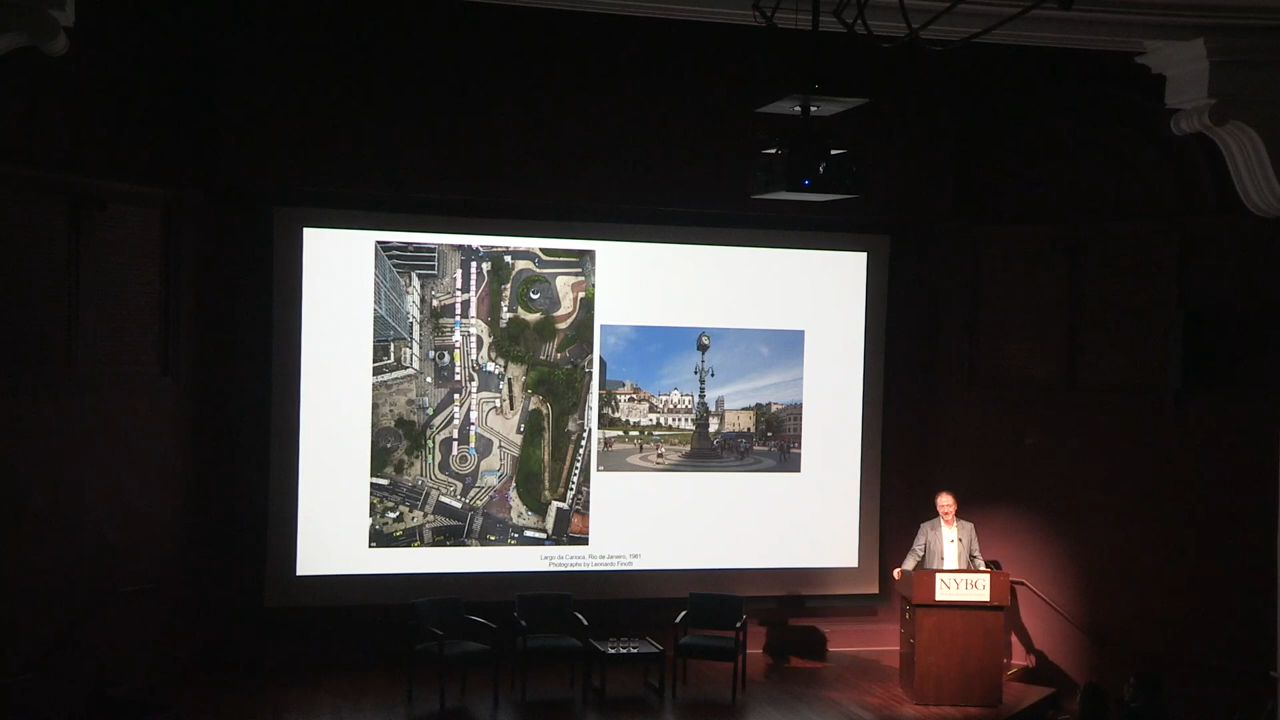 Largo da Carioca, Rio de Janeiro, 1981
Photographs by Leonardo Finotti
NYBG